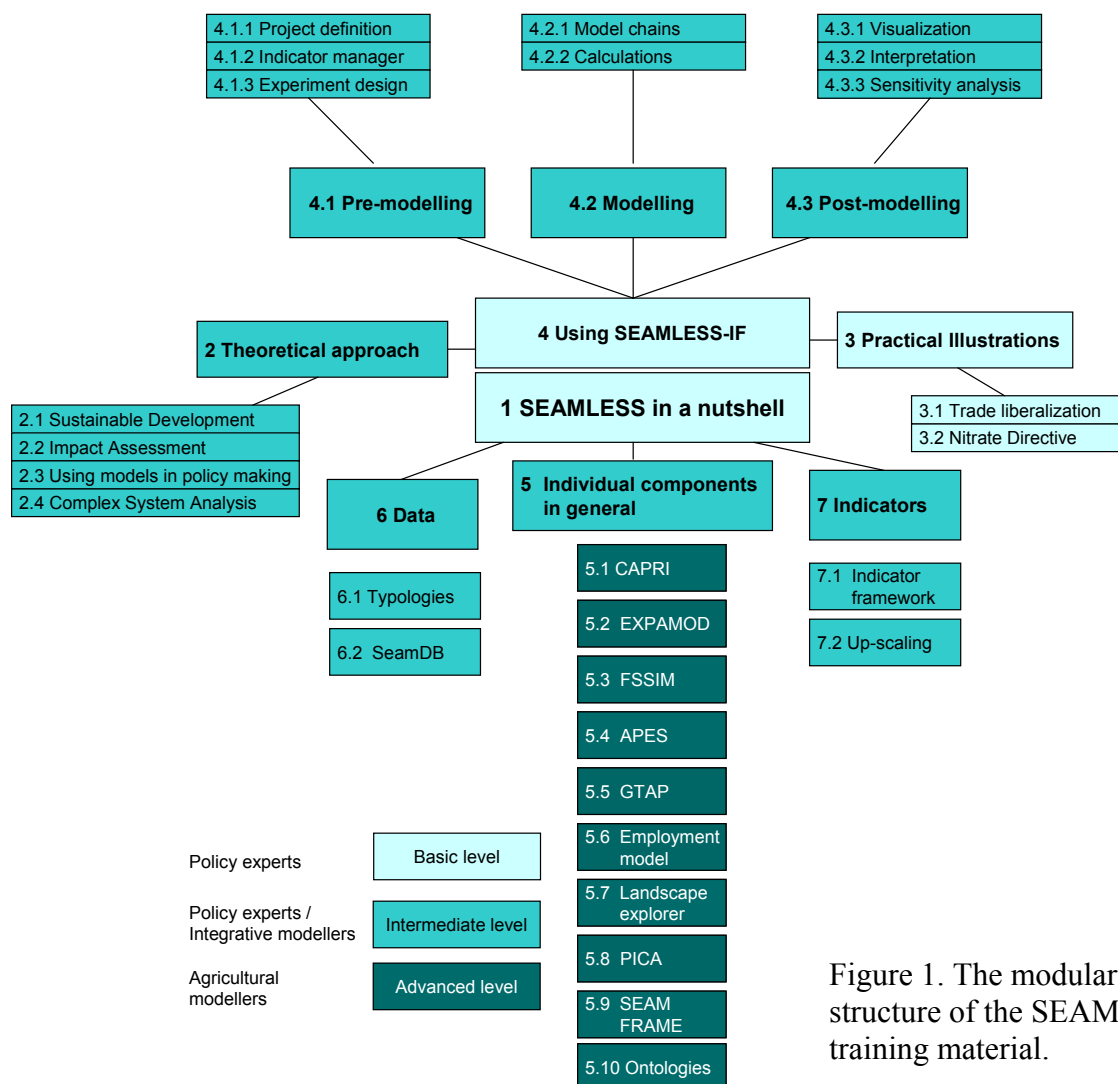 4.1.1 Project definition
4.1.2 Indicator manager
4.1.3 Experiment design
4.2.1 Model chains
4.2.2 Calculations
4.3.1 Visualization
4.3.2 Interpretation
4.3.3 Sensitivity analysis
4.1 Pre-modelling
4.2 Modelling
4.3 Post-modelling
4 Using SEAMLESS-IF
2 Theoretical approach
3 Practical Illustrations
1 SEAMLESS in a nutshell
2.1 Sustainable Development
2.2 Impact Assessment
2.3 Using models in policy making
2.4 Complex System Analysis
3.1 Trade liberalization
3.2 Nitrate Directive
6 Data
5 Individual components
in general
7 Indicators
6.1 Typologies
6.2 SeamDB
5.1 CAPRI
5.2 EXPAMOD
5.3 FSSIM
5.4 APES
5.5 GTAP
5.6 Employment
model
5.7 Landscape
explorer
5.8 PICA
5.9 SEAM
FRAME
5.10 Ontologies
7.1 Indicator
framework
7.2 Up-scaling
Policy experts
Basic level
Policy experts /
Integrative modellers
Intermediate level
Agricultural
modellers
Advanced level
Figure 1. The modular
structure of the SEAM
training material.